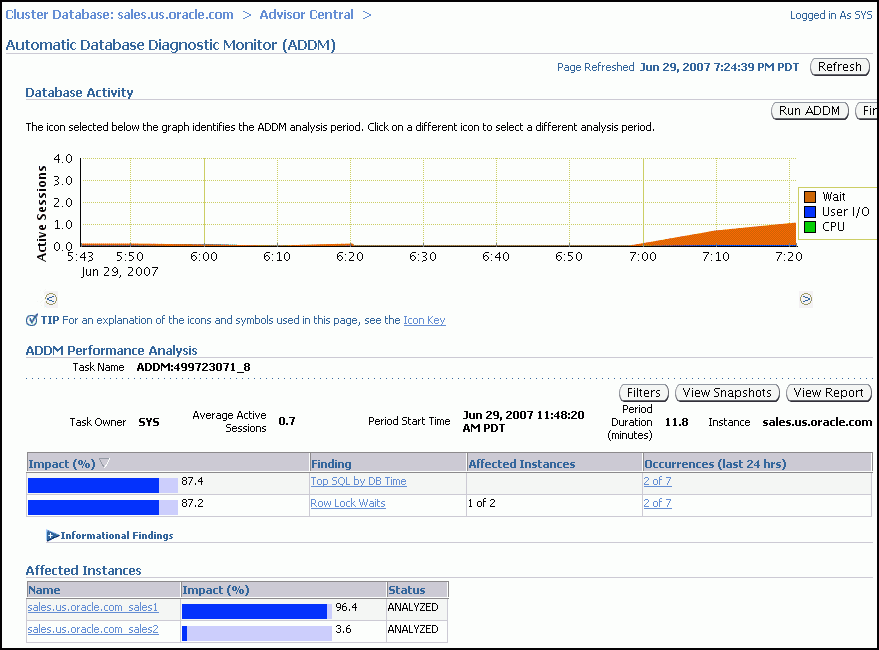 Cluster Database: sales.us.oracle.com > Advisor Central >
Logged in As SYS
Automatic Database Diagnostic Monitor (ADDM)
Page Refreshed Jun 29, 2007 7:24:39 PM PDT Refresh
Database Activity
Run ADDM Fin
The icon selected below the graph identifies the ADDM analysis period. Click on a different icon to select a different analysis period.
Active Sessions
4.0
3.0
2.0
1.0
0.0
5:43 5:50 6:00 6:10 6:20 6:30 6:40 6:50 7:00 7:10 7:20
Jun 29, 2007
Wait
User I/O
CPU
< >
TIP For an explanation of the icons and symbols used in this page, see the Icon Key
ADDM Performance Analysis
Task Name ADDM:499723071_8
Filters View Snapshots View Report
Task Owner SYS
Average Active Sessions 0.7
Period Start Time Jun 29, 2007 11:48:20 AM PDT
Period Duration (minutes) 11.8
Instance sales.us.oracle.com
Impact (%) Finding Affected Instances Occurrences (last 24 hrs)
87.4 Top SQL by DB Time 2 of 7
87.2 Row Lock Waits 1 of 2 2 of 7
Informational Findings
Affected Instances
Name Impact (%) Status
sales.us.oracle.com_sales1 96.4 ANALYZED
sales.us.oracle.com_sales2 3.6 ANALYZED